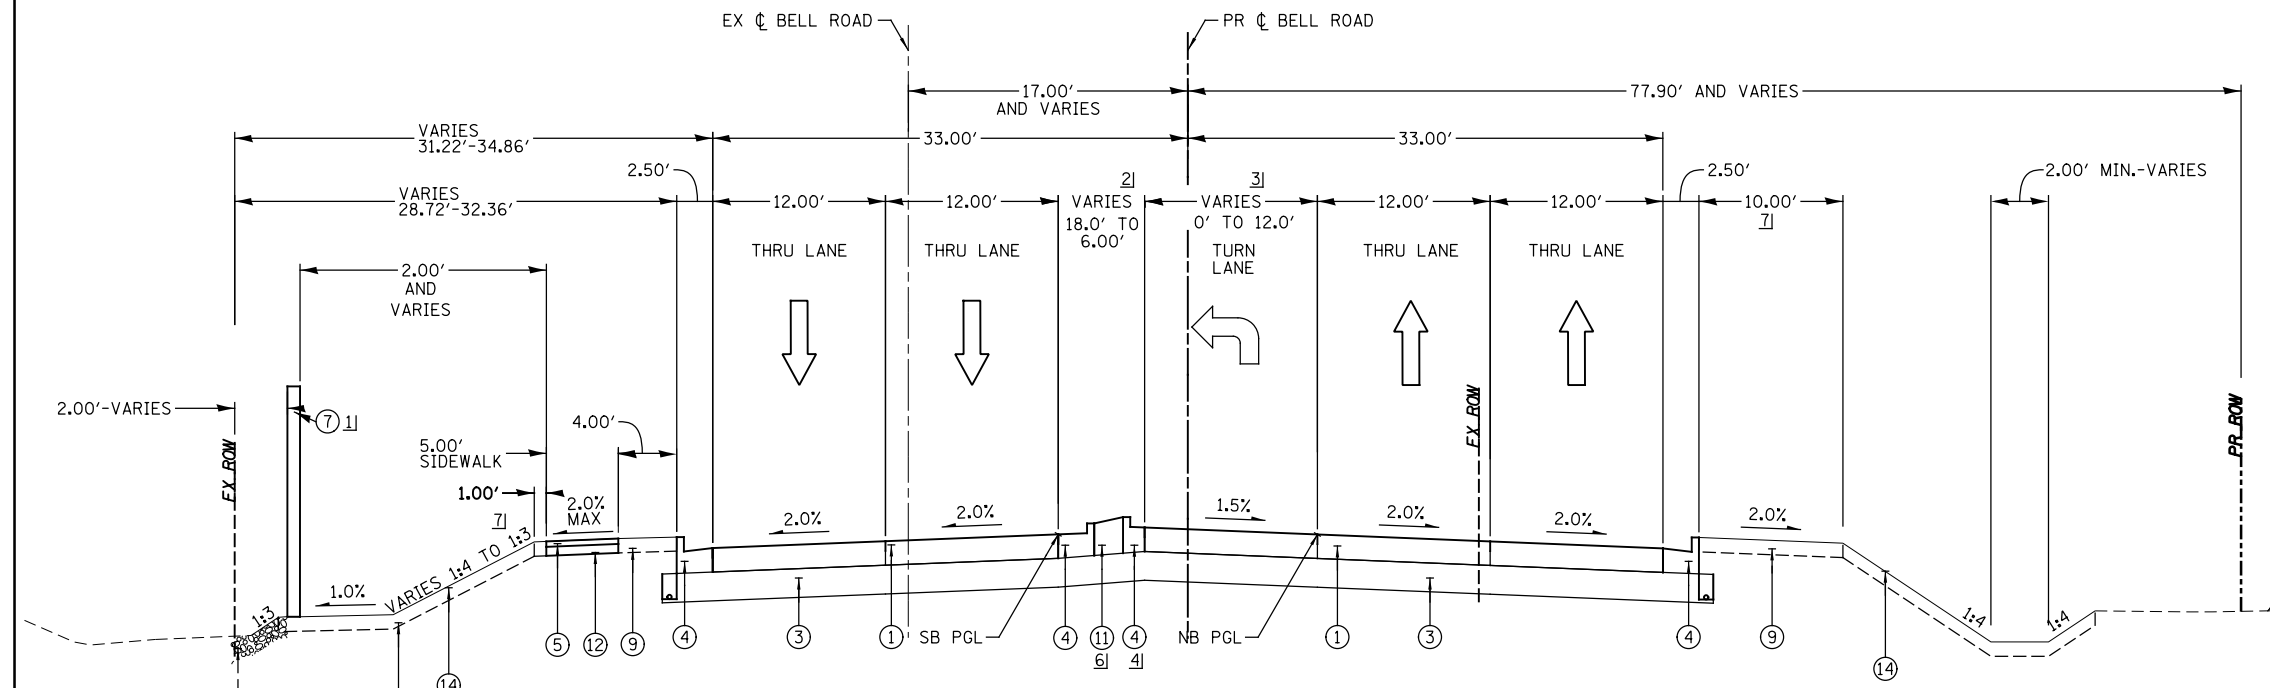 EX ℄ BELL ROAD
PR ℄ BELL ROAD
17.00'
AND VARIES
77.90' AND VARIES
VARIES
31.22'-34.86'
33.00'
33.00'
2.50'
2.50'
2.00' MIN.-VARIES
VARIES
28.72'-32.36'
12.00'
12.00'
2
VARIES
18.0' TO
6.00'
3
VARIES
0' TO 12.0'
12.00'
12.00'
10.00'
7
THRU LANE
THRU LANE
TURN
LANE
THRU LANE
THRU LANE
2.00'
AND
VARIES
2.00'-VARIES
7 1
EX ROW
5.00'
SIDEWALK
4.00'
EX ROW
PR ROW
1.00'
7
2.0%
MAX
2.0%
2.0%
1.5%
2.0%
2.0%
2.0%
1:3
1.0%
VARIES 1:4 TO 1:3
1:4
1:4
14
5
12
9
4
3
1
SB PGL
4
11
6
4
4
NB PGL
1
3
4
9
14